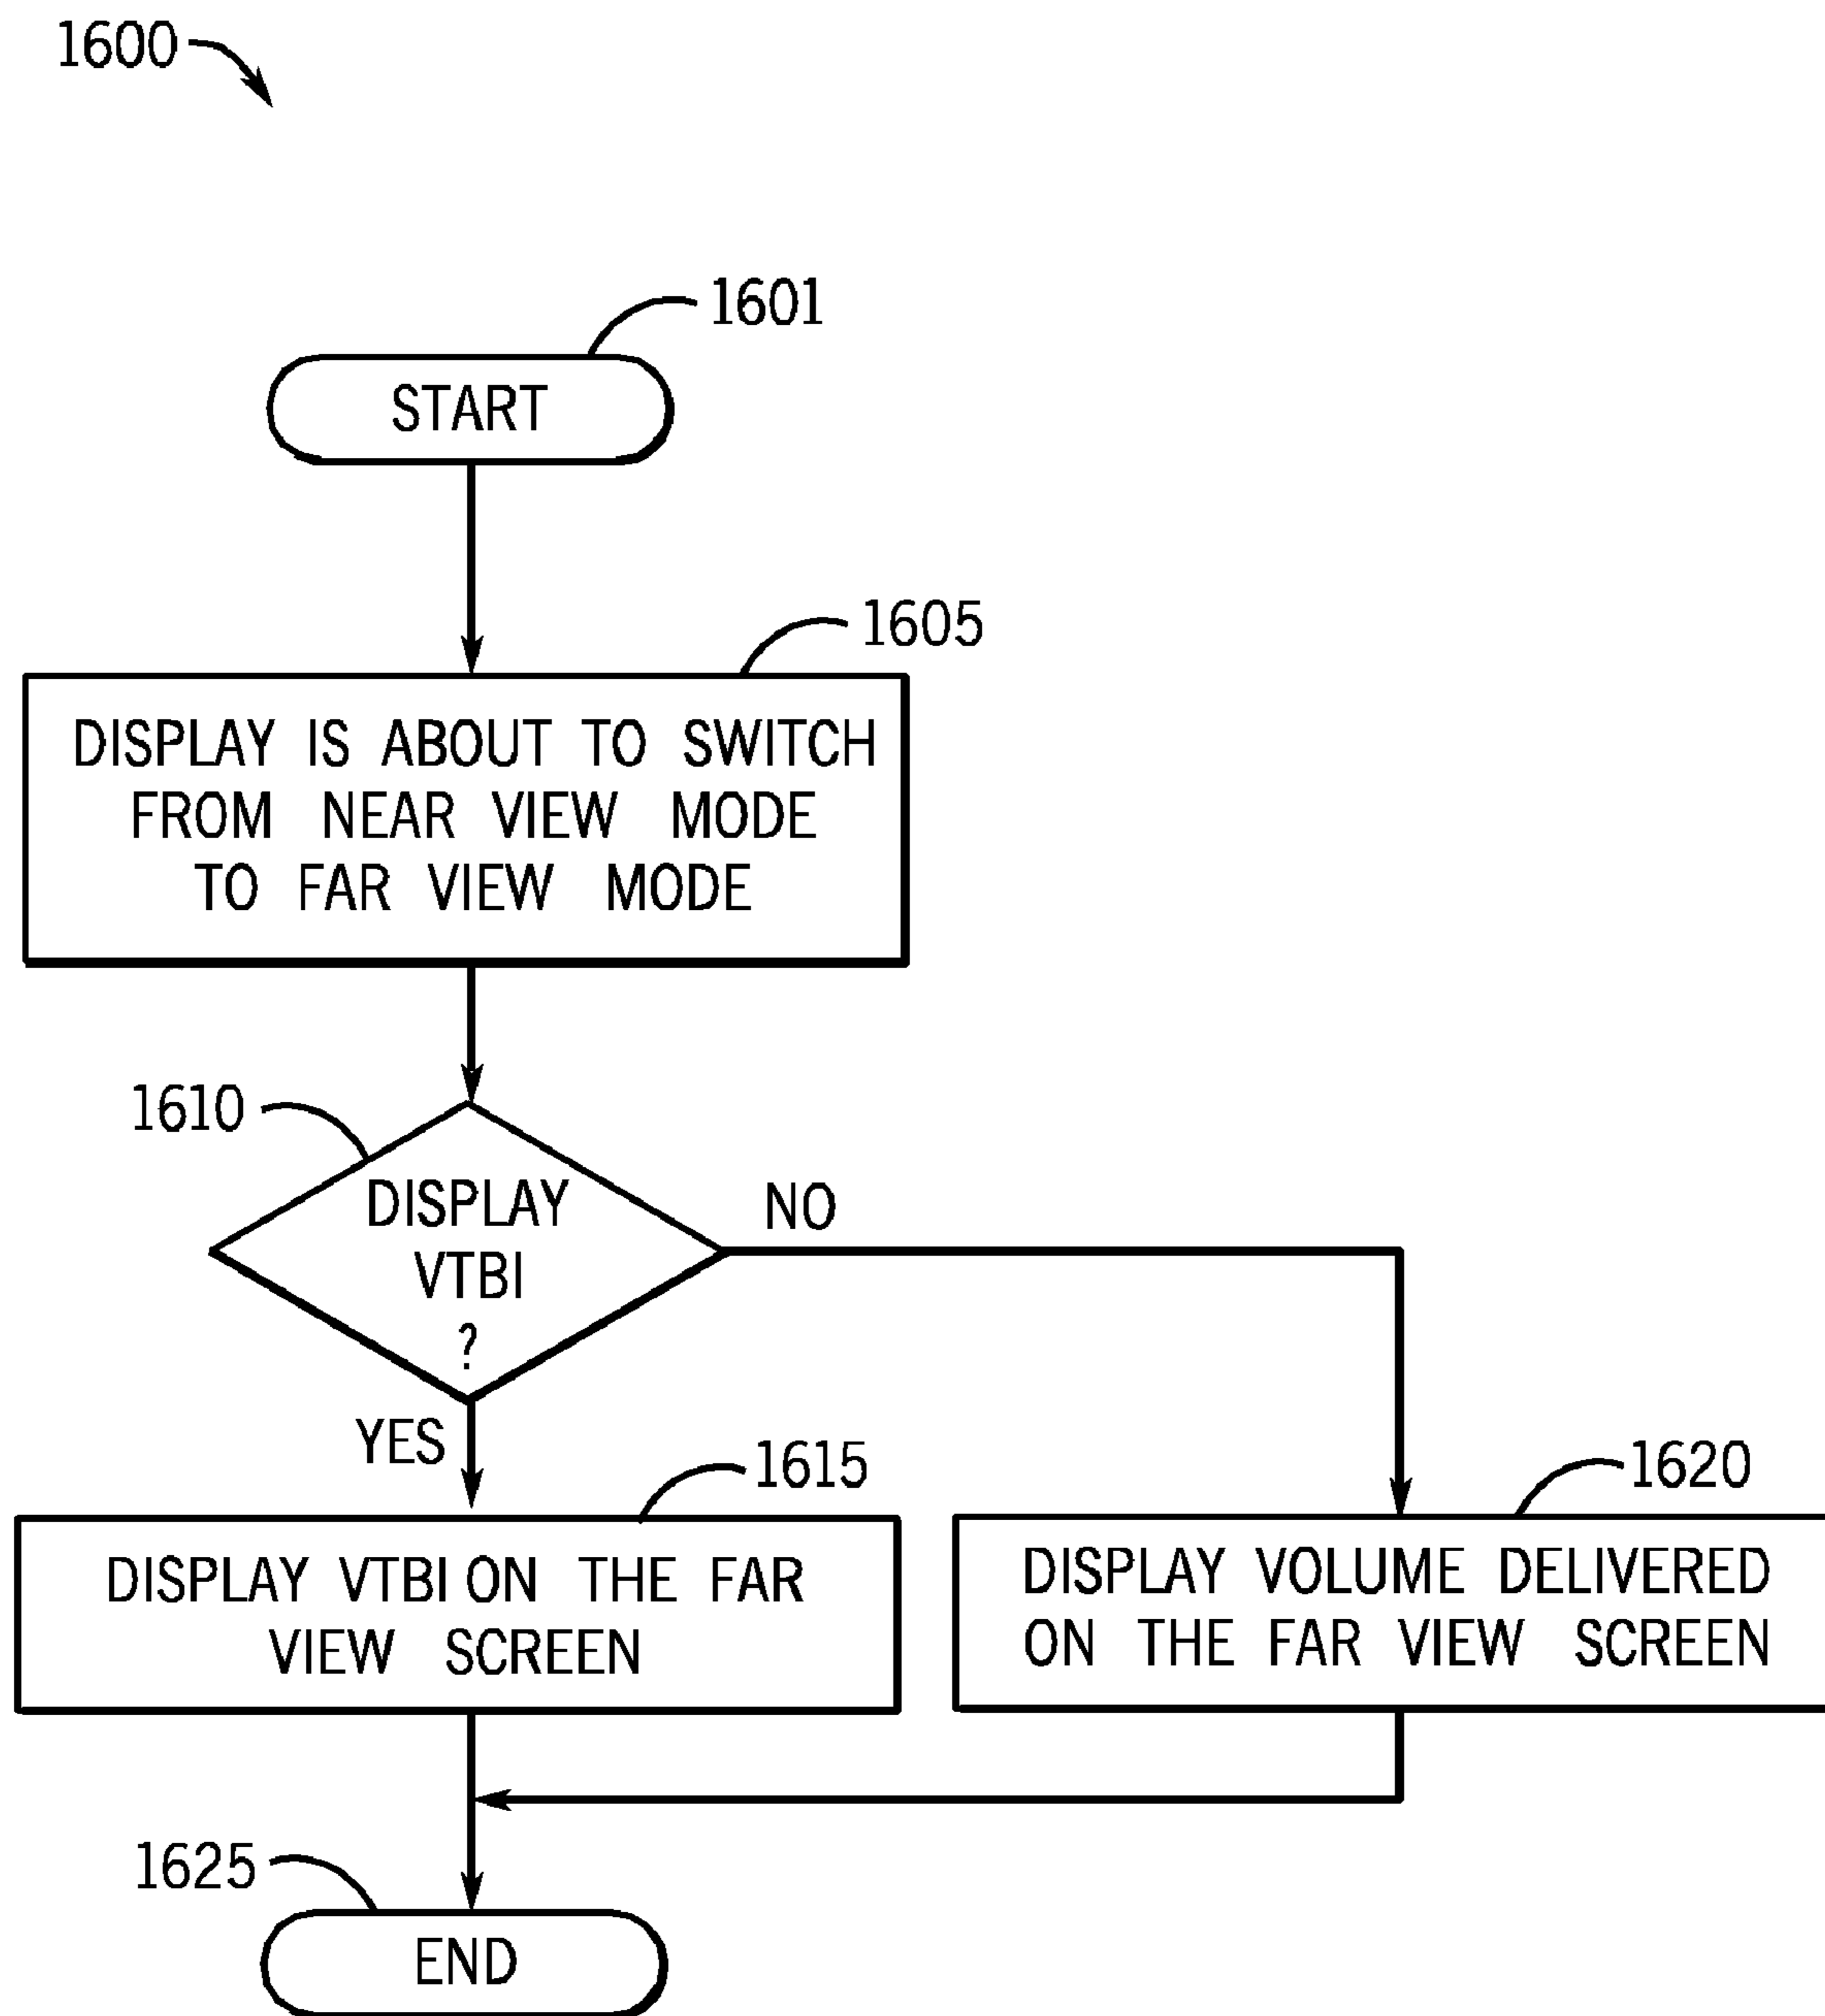 1600
1601
START
1605
DISPLAY IS ABOUT TO SWITCH
FROM NEAR VIEW MODE
TO FAR VIEW MODE
1610
DISPLAY
VTBI
?
NO
YES
1615
DISPLAY VTBI ON THE FAR
VIEW SCREEN
1620
DISPLAY VOLUME DELIVERED
ON THE FAR VIEW SCREEN
1625
END